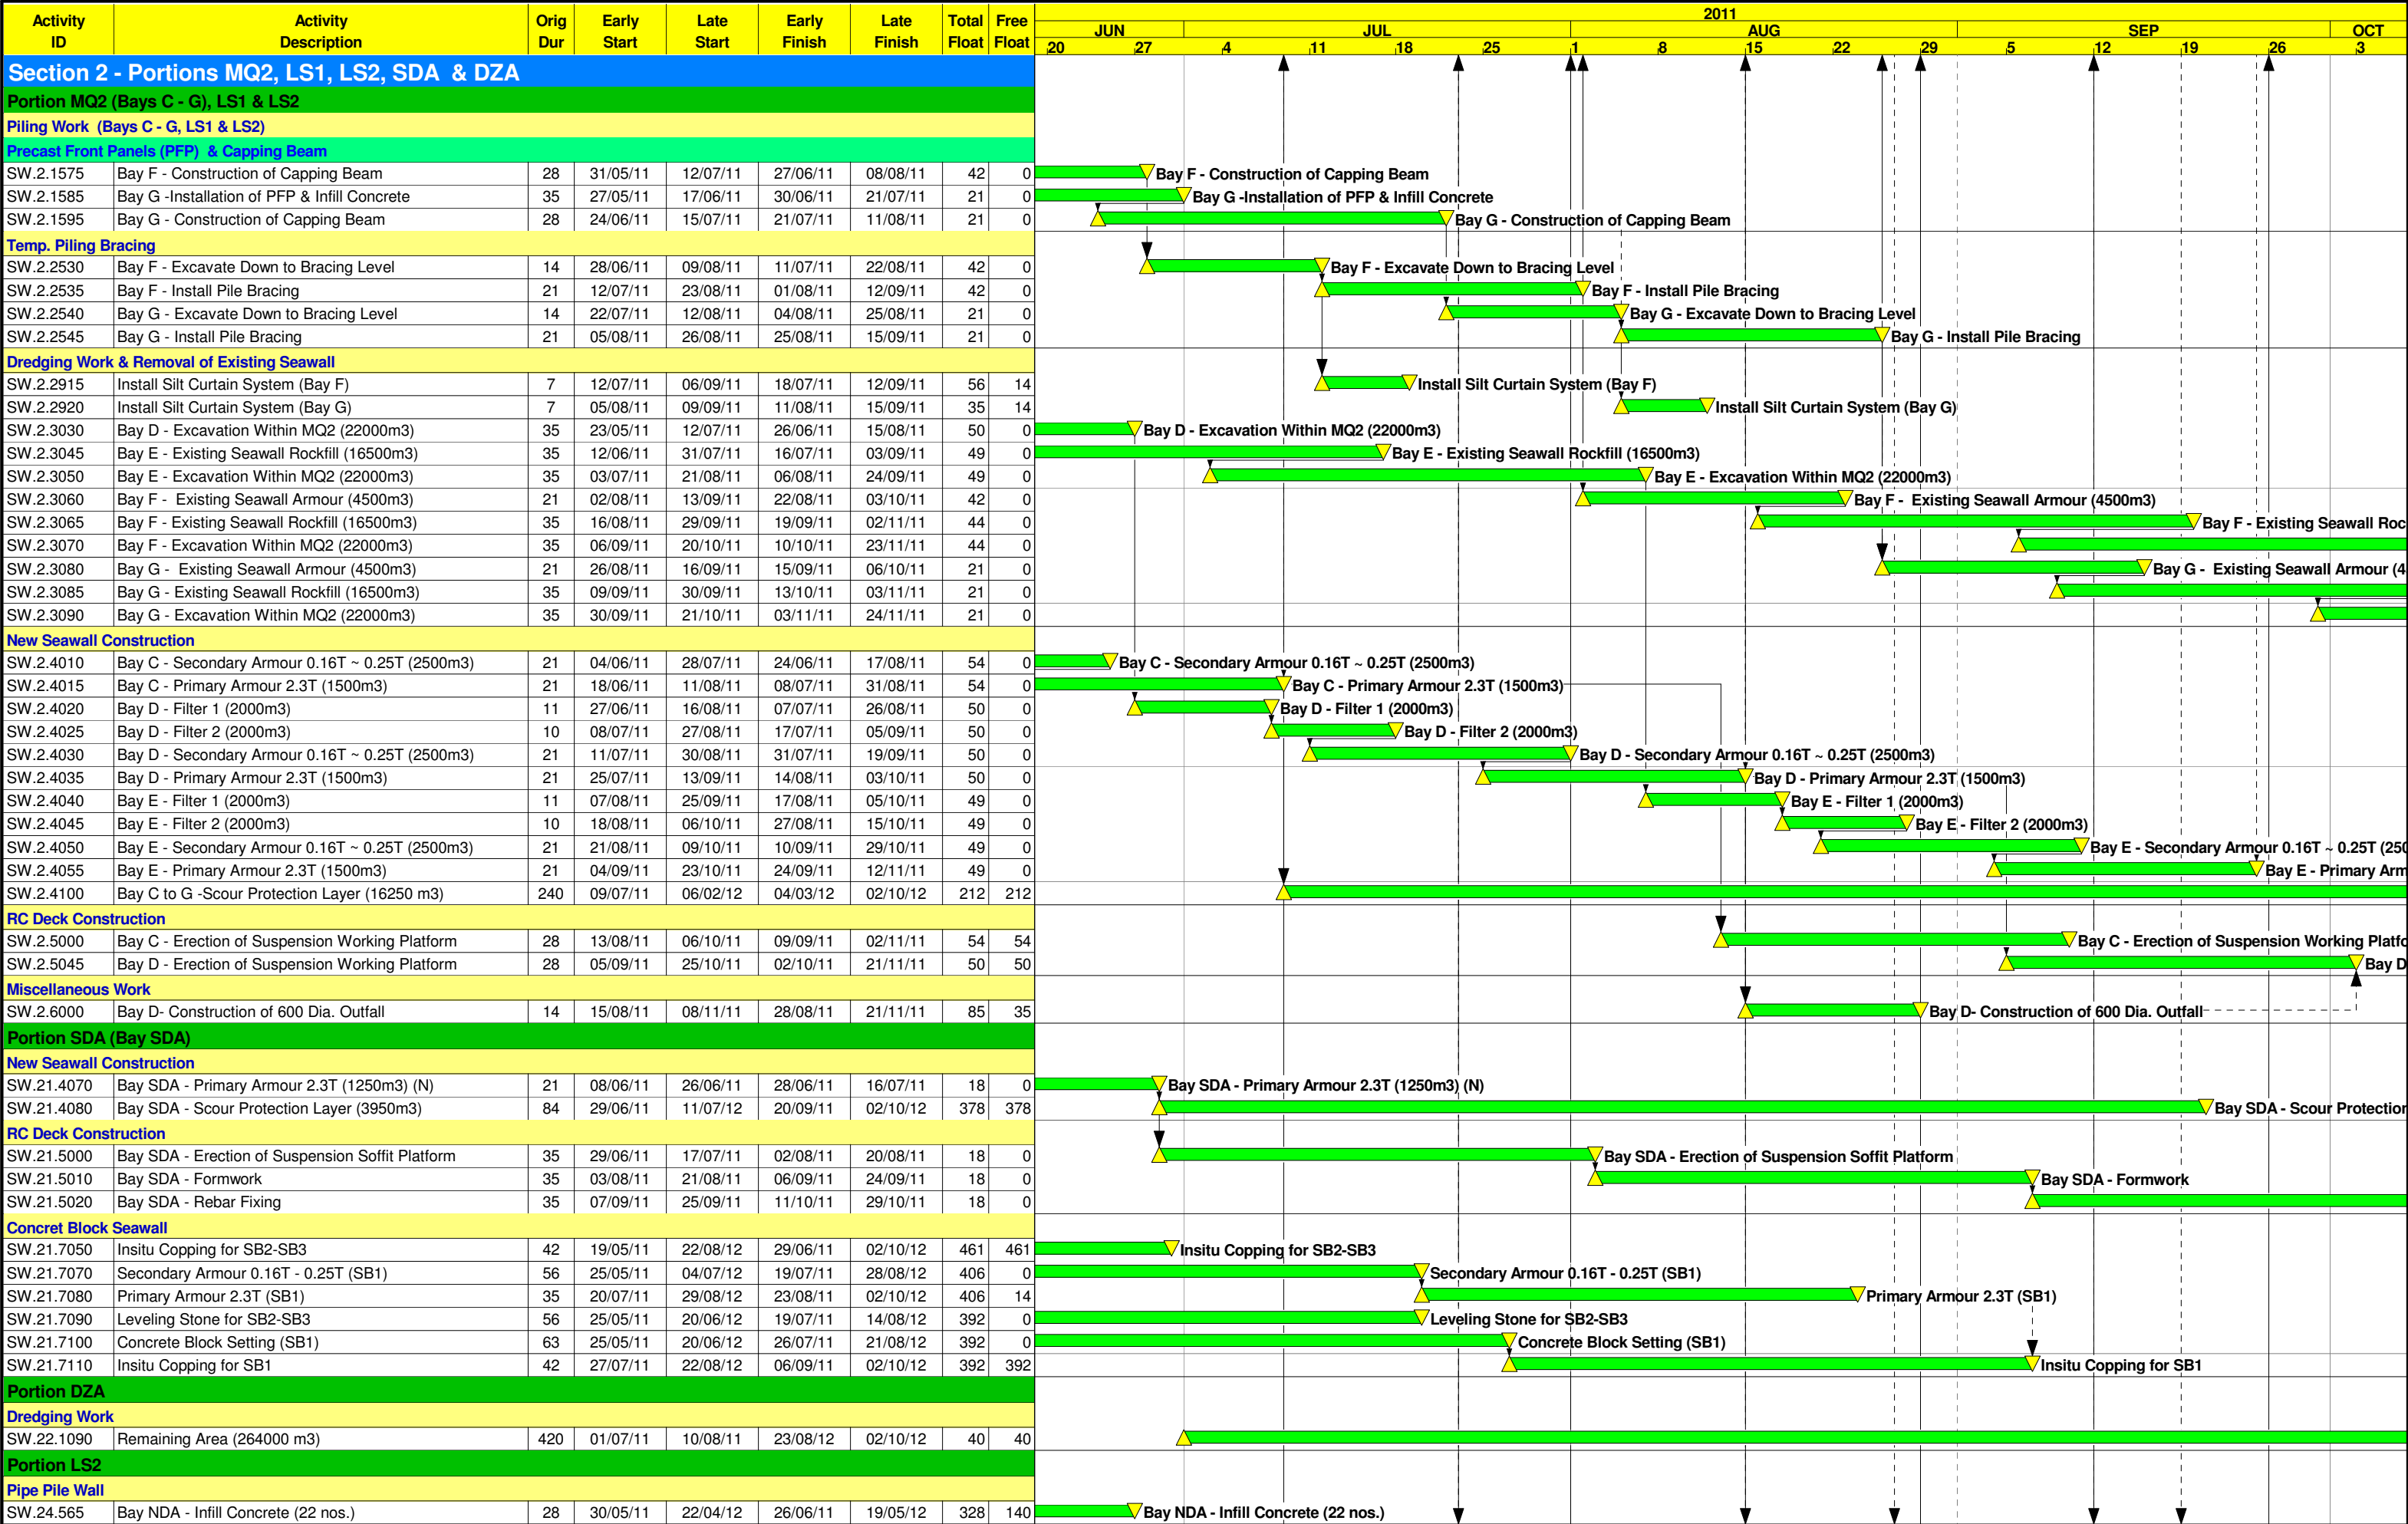 Activity ID Activity Description Orig Dur Early Start Late Start Early Finish Late Finish Total Float Free Float
2011
JUN JUL AUG SEP OCT
20 27 4 11 18 25 1 8 15 22 29 5 12 19 26 3
Section 2 - Portions MQ2, LS1, LS2, SDA & DZA
Portion MQ2 (Bays C - G), LS1 & LS2
Piling Work (Bays C - G, LS1 & LS2)
Precast Front Panels (PFP) & Capping Beam
SW.2.1575 Bay F - Construction of Capping Beam 28 31/05/11 12/07/11 27/06/11 08/08/11 42 0 Bay F - Construction of Capping Beam
SW.2.1585 Bay G -Installation of PFP & Infill Concrete 35 27/05/11 17/06/11 30/06/11 21/07/11 21 0 Bay G -Installation of PFP & Infill Concrete
SW.2.1595 Bay G - Construction of Capping Beam 28 24/06/11 15/07/11 21/07/11 11/08/11 21 0 Bay G - Construction of Capping Beam
Temp. Piling Bracing
SW.2.2530 Bay F - Excavate Down to Bracing Level 14 28/06/11 09/08/11 11/07/11 22/08/11 42 0 Bay F - Excavate Down to Bracing Level
SW.2.2535 Bay F - Install Pile Bracing 21 12/07/11 23/08/11 01/08/11 12/09/11 42 0 Bay F - Install Pile Bracing
SW.2.2540 Bay G - Excavate Down to Bracing Level 14 22/07/11 12/08/11 04/08/11 25/08/11 21 0 Bay G - Excavate Down to Bracing Level
SW.2.2545 Bay G - Install Pile Bracing 21 05/08/11 26/08/11 25/08/11 15/09/11 21 0 Bay G - Install Pile Bracing
Dredging Work & Removal of Existing Seawall
SW.2.2915 Install Silt Curtain System (Bay F) 7 12/07/11 06/09/11 18/07/11 12/09/11 56 14 Install Silt Curtain System (Bay F)
SW.2.2920 Install Silt Curtain System (Bay G) 7 05/08/11 09/09/11 11/08/11 15/09/11 35 14 Install Silt Curtain System (Bay G)
SW.2.3030 Bay D - Excavation Within MQ2 (22000m3) 35 23/05/11 12/07/11 26/06/11 15/08/11 50 0 Bay D - Excavation Within MQ2 (22000m3)
SW.2.3045 Bay E - Existing Seawall Rockfill (16500m3) 35 12/06/11 31/07/11 16/07/11 03/09/11 49 0 Bay E - Existing Seawall Rockfill (16500m3)
SW.2.3050 Bay E - Excavation Within MQ2 (22000m3) 35 03/07/11 21/08/11 06/08/11 24/09/11 49 0 Bay E - Excavation Within MQ2 (22000m3)
SW.2.3060 Bay F - Existing Seawall Armour (4500m3) 21 02/08/11 13/09/11 22/08/11 03/10/11 42 0 Bay F - Existing Seawall Armour (4500m3)
SW.2.3065 Bay F - Existing Seawall Rockfill (16500m3) 35 16/08/11 29/09/11 19/09/11 02/11/11 44 0 Bay F - Existing Seawall Roc
SW.2.3070 Bay F - Excavation Within MQ2 (22000m3) 35 06/09/11 20/10/11 10/10/11 23/11/11 44 0
SW.2.3080 Bay G - Existing Seawall Armour (4500m3) 21 26/08/11 16/09/11 15/09/11 06/10/11 21 0 Bay G - Existing Seawall Armour (4
SW.2.3085 Bay G - Existing Seawall Rockfill (16500m3) 35 09/09/11 30/09/11 13/10/11 03/11/11 21 0
SW.2.3090 Bay G - Excavation Within MQ2 (22000m3) 35 30/09/11 21/10/11 03/11/11 24/11/11 21 0
New Seawall Construction
SW.2.4010 Bay C - Secondary Armour 0.16T ~ 0.25T (2500m3) 21 04/06/11 28/07/11 24/06/11 17/08/11 54 0 Bay C - Secondary Armour 0.16T ~ 0.25T (2500m3)
SW.2.4015 Bay C - Primary Armour 2.3T (1500m3) 21 18/06/11 11/08/11 08/07/11 31/08/11 54 0 Bay C - Primary Armour 2.3T (1500m3)
SW.2.4020 Bay D - Filter 1 (2000m3) 11 27/06/11 16/08/11 07/07/11 26/08/11 50 0 Bay D - Filter 1 (2000m3)
SW.2.4025 Bay D - Filter 2 (2000m3) 10 08/07/11 27/08/11 17/07/11 05/09/11 50 0 Bay D - Filter 2 (2000m3)
SW.2.4030 Bay D - Secondary Armour 0.16T ~ 0.25T (2500m3) 21 11/07/11 30/08/11 31/07/11 19/09/11 50 0 Bay D - Secondary Armour 0.16T ~ 0.25T (2500m3)
SW.2.4035 Bay D - Primary Armour 2.3T (1500m3) 21 25/07/11 13/09/11 14/08/11 03/10/11 50 0 Bay D - Primary Armour 2.3T (1500m3)
SW.2.4040 Bay E - Filter 1 (2000m3) 11 07/08/11 25/09/11 17/08/11 05/10/11 49 0 Bay E - Filter 1 (2000m3)
SW.2.4045 Bay E - Filter 2 (2000m3) 10 18/08/11 06/10/11 27/08/11 15/10/11 49 0 Bay E - Filter 2 (2000m3)
SW.2.4050 Bay E - Secondary Armour 0.16T ~ 0.25T (2500m3) 21 21/08/11 09/10/11 10/09/11 29/10/11 49 0 Bay E - Secondary Armour 0.16T ~ 0.25T (250
SW.2.4055 Bay E - Primary Armour 2.3T (1500m3) 21 04/09/11 23/10/11 24/09/11 12/11/11 49 0 Bay E - Primary Arm
SW.2.4100 Bay C to G -Scour Protection Layer (16250 m3) 240 09/07/11 06/02/12 04/03/12 02/10/12 212 212
RC Deck Construction
SW.2.5000 Bay C - Erection of Suspension Working Platform 28 13/08/11 06/10/11 09/09/11 02/11/11 54 54 Bay C - Erection of Suspension Working Platfo
SW.2.5045 Bay D - Erection of Suspension Working Platform 28 05/09/11 25/10/11 02/10/11 21/11/11 50 50 Bay D
Miscellaneous Work
SW.2.6000 Bay D- Construction of 600 Dia. Outfall 14 15/08/11 08/11/11 28/08/11 21/11/11 85 35 Bay D- Construction of 600 Dia. Outfall
Portion SDA (Bay SDA)
New Seawall Construction
SW.21.4070 Bay SDA - Primary Armour 2.3T (1250m3) (N) 21 08/06/11 26/06/11 28/06/11 16/07/11 18 0 Bay SDA - Primary Armour 2.3T (1250m3) (N)
SW.21.4080 Bay SDA - Scour Protection Layer (3950m3) 84 29/06/11 11/07/12 20/09/11 02/10/12 378 378 Bay SDA - Scour Protection
RC Deck Construction
SW.21.5000 Bay SDA - Erection of Suspension Soffit Platform 35 29/06/11 17/07/11 02/08/11 20/08/11 18 0 Bay SDA - Erection of Suspension Soffit Platform
SW.21.5010 Bay SDA - Formwork 35 03/08/11 21/08/11 06/09/11 24/09/11 18 0 Bay SDA - Formwork
SW.21.5020 Bay SDA - Rebar Fixing 35 07/09/11 25/09/11 11/10/11 29/10/11 18 0
Concret Block Seawall
SW.21.7050 Insitu Copping for SB2-SB3 42 19/05/11 22/08/12 29/06/11 02/10/12 461 461 Insitu Copping for SB2-SB3
SW.21.7070 Secondary Armour 0.16T - 0.25T (SB1) 56 25/05/11 04/07/12 19/07/11 28/08/12 406 0 Secondary Armour 0.16T - 0.25T (SB1)
SW.21.7080 Primary Armour 2.3T (SB1) 35 20/07/11 29/08/12 23/08/11 02/10/12 406 14 Primary Armour 2.3T (SB1)
SW.21.7090 Leveling Stone for SB2-SB3 56 25/05/11 20/06/12 19/07/11 14/08/12 392 0 Leveling Stone for SB2-SB3
SW.21.7100 Concrete Block Setting (SB1) 63 25/05/11 20/06/12 26/07/11 21/08/12 392 0 Concrete Block Setting (SB1)
SW.21.7110 Insitu Copping for SB1 42 27/07/11 22/08/12 06/09/11 02/10/12 392 392 Insitu Copping for SB1
Portion DZA
Dredging Work
SW.22.1090 Remaining Area (264000 m3) 420 01/07/11 10/08/11 23/08/12 02/10/12 40 40
Portion LS2
Pipe Pile Wall
SW.24.565 Bay NDA - Infill Concrete (22 nos.) 28 30/05/11 22/04/12 26/06/11 19/05/12 328 140 Bay NDA - Infill Concrete (22 nos.)